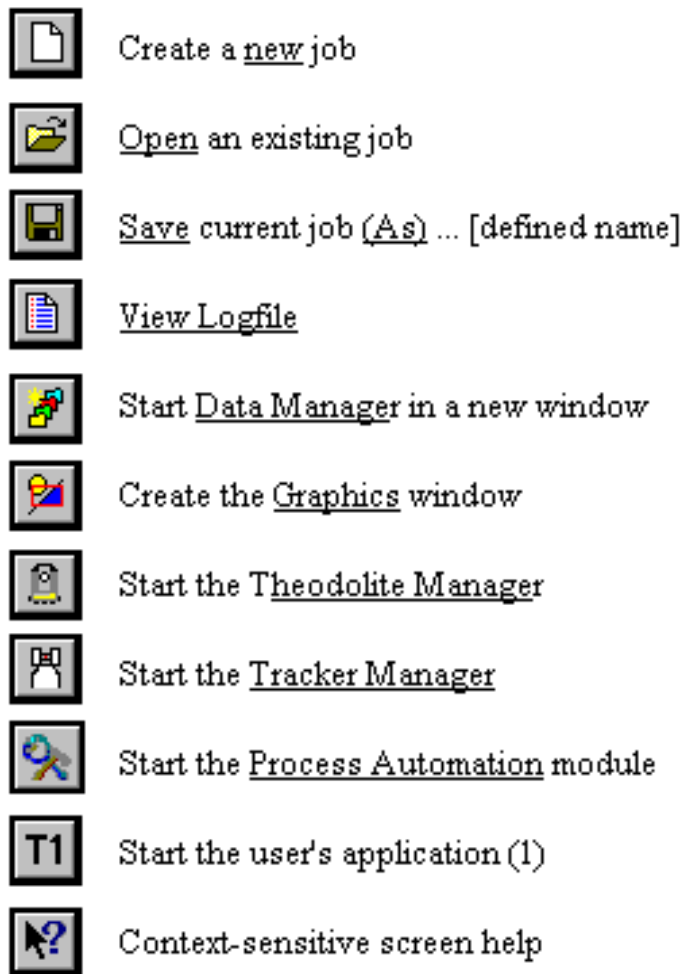 Create a new job
Open an existing job
Save current job (As) ... [defined name]
View Logfile
Start Data Manager in a new window
Create the Graphics window
Start the Theodolite Manager
Start the Tracker Manager
Start the Process Automation module
T1 Start the user's application (1)
? Context-sensitive screen help